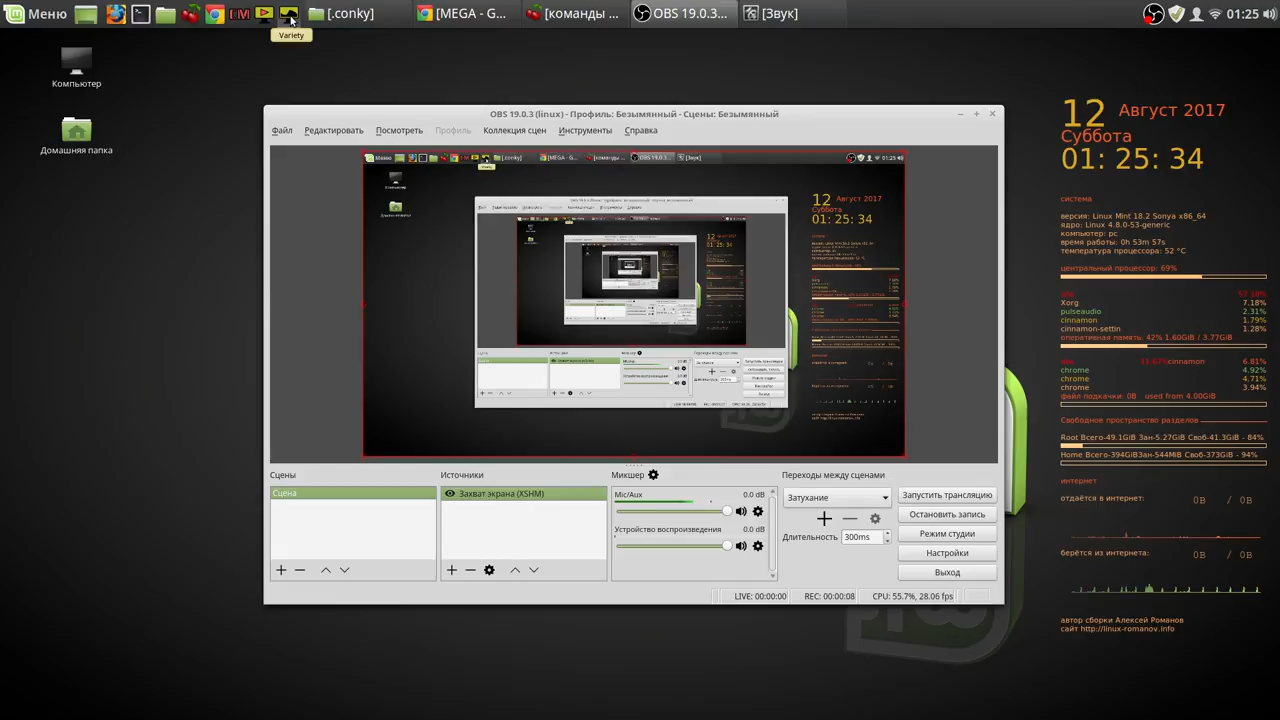 Меню
[.conky]
[MEGA - G...
[команды ...
OBS 19.0.3...
[Звук]
01:25
Variety
Компьютер
Домашняя папка
OBS 19.0.3 (linux) - Профиль: Безымянный - Сцены: Безымянный
Файл Редактировать Посмотреть Профиль Коллекция сцен Инструменты Справка
12 Август 2017
Суббота
01: 25: 34
система
версия: Linux Mint 18.2 Sonya x86_64
ядро: Linux 4.8.0-53-generic
компьютер: pc
время работы: 0h 53m 57s
температура процессора: 52 °C
центральный процессор: 69%
Xorg 7.18%
pulseaudio 2.31%
cinnamon 1.79%
cinnamon-settin 1.28%
оперативная память: 42% 1.60GiB / 3.77GiB
cinnamon 6.81%
chrome 4.92%
chrome 4.71%
chrome 3.94%
файл подкачки: 0B used from 4.00GiB
Свободное пространство разделов
Root Всего-49.1GiB Зан-5.27GiB Своб-41.3GiB - 84%
Home Всего-394GiBЗан-544MiB Своб-373GiB - 94%
интернет
отдаётся в интернет: 0B / 0B
берётся из интернет: 0B / 0B
автор сборки Алексей Романов
сайт http://linux-romanov.info
Сцены
Сцена
Источники
Захват экрана (XSHM)
Микшер
Mic/Aux 0.0 dB
Устройство воспроизведения 0.0 dB
Переходы между сценами
Затухание
Длительность 300ms
Запустить трансляцию
Остановить запись
Режим студии
Настройки
Выход
LIVE: 00:00:00 REC: 00:00:08 CPU: 55.7%, 28.06 fps